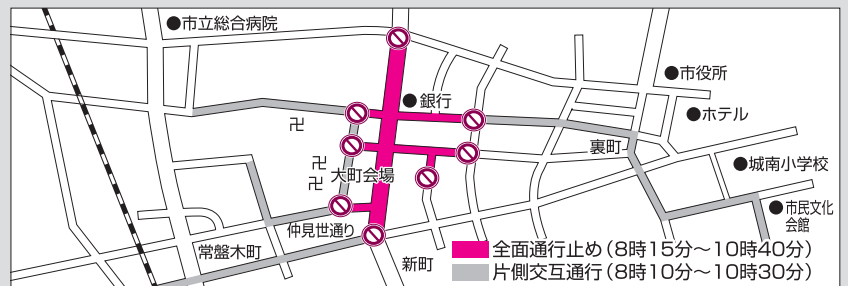 ●市立総合病院
●銀行
●市役所
●ホテル
裏町
卍
卍
卍
大町会場
●城南小学校
●市民文化
会館
仲見世通り
常盤木町
新町
全面通行止め(8時15分〜10時40分)
片側交互通行(8時10分〜10時30分)